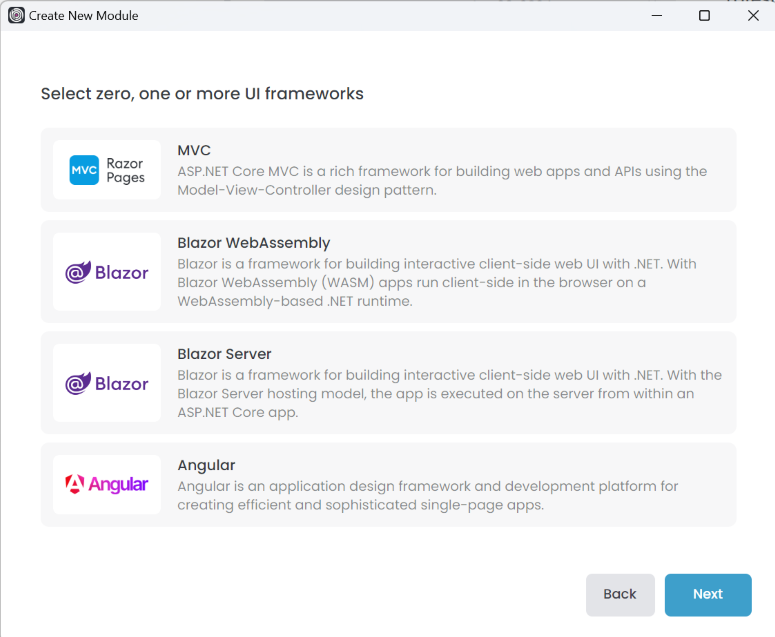 Create New Module
Select zero, one or more UI frameworks
MVC
Razor
Pages
MVC
ASP.NET Core MVC is a rich framework for building web apps and APIs using the
Model-View-Controller design pattern.
Blazor
Blazor WebAssembly
Blazor is a framework for building interactive client-side web UI with .NET. With
Blazor WebAssembly (WASM) apps run client-side in the browser on a
WebAssembly-based .NET runtime.
Blazor
Blazor Server
Blazor is a framework for building interactive client-side web UI with .NET. With the
Blazor Server hosting model, the app is executed on the server from within an
ASP.NET Core app.
Angular
Angular
Angular is an application design framework and development platform for
creating efficient and sophisticated single-page apps.
Back
Next